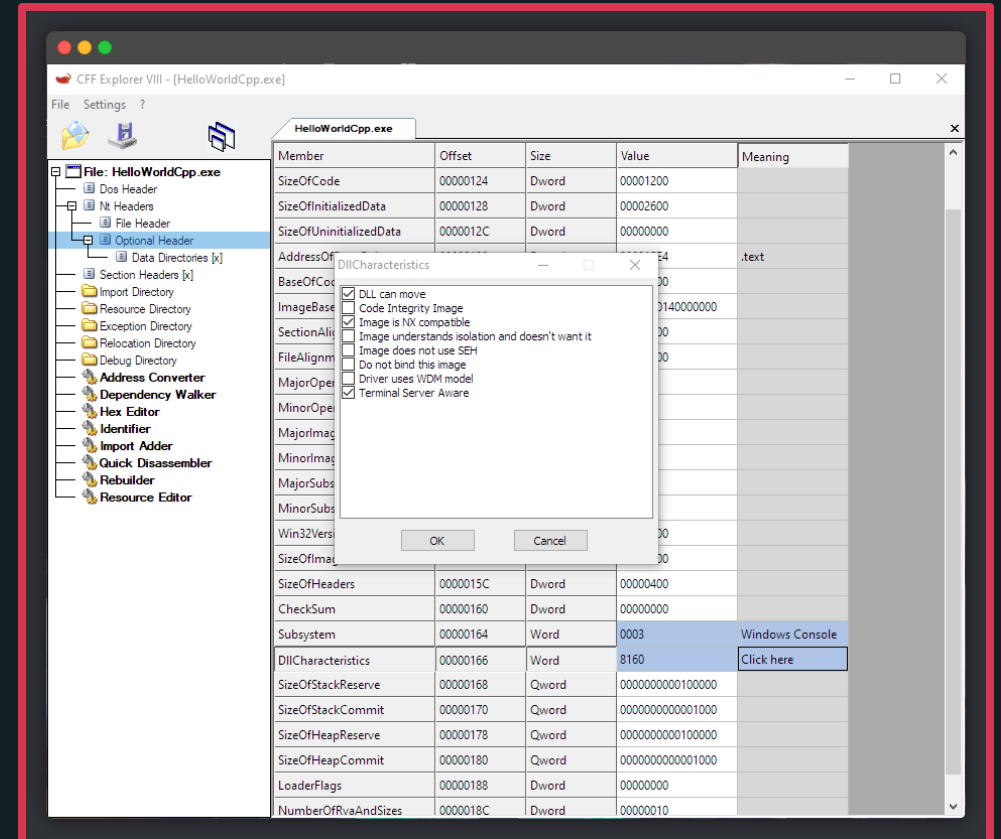 CFF Explorer VIII - [HelloWorldCpp.exe]
File Settings ?
HelloWorldCpp.exe
File: HelloWorldCpp.exe
Dos Header
Nt Headers
File Header
Optional Header
Data Directories [x]
Section Headers [x]
Import Directory
Resource Directory
Exception Directory
Relocation Directory
Debug Directory
Address Converter
Dependency Walker
Hex Editor
Identifier
Import Adder
Quick Disassembler
Rebuilder
Resource Editor
Member Offset Size Value Meaning
SizeOfCode 00000124 Dword 00001200
SizeOfInitializedData 00000128 Dword 00002600
SizeOfUninitializedData 0000012C Dword 00000000
.text
SizeOfHeaders 0000015C Dword 00000400
CheckSum 00000160 Dword 00000000
Subsystem 00000164 Word 0003 Windows Console
DllCharacteristics 00000166 Word 8160 Click here
SizeOfStackReserve 00000168 Qword 0000000000100000
SizeOfStackCommit 00000170 Qword 0000000000001000
SizeOfHeapReserve 00000178 Qword 0000000000100000
SizeOfHeapCommit 00000180 Qword 0000000000001000
LoaderFlags 00000188 Dword 00000000
NumberOfRvaAndSizes 0000018C Dword 00000010
DllCharacteristics
DLL can move
Code Integrity Image
Image is NX compatible
Image understands isolation and doesn't want it
Image does not use SEH
Do not bind this image
Driver uses WDM model
Terminal Server Aware
OK Cancel